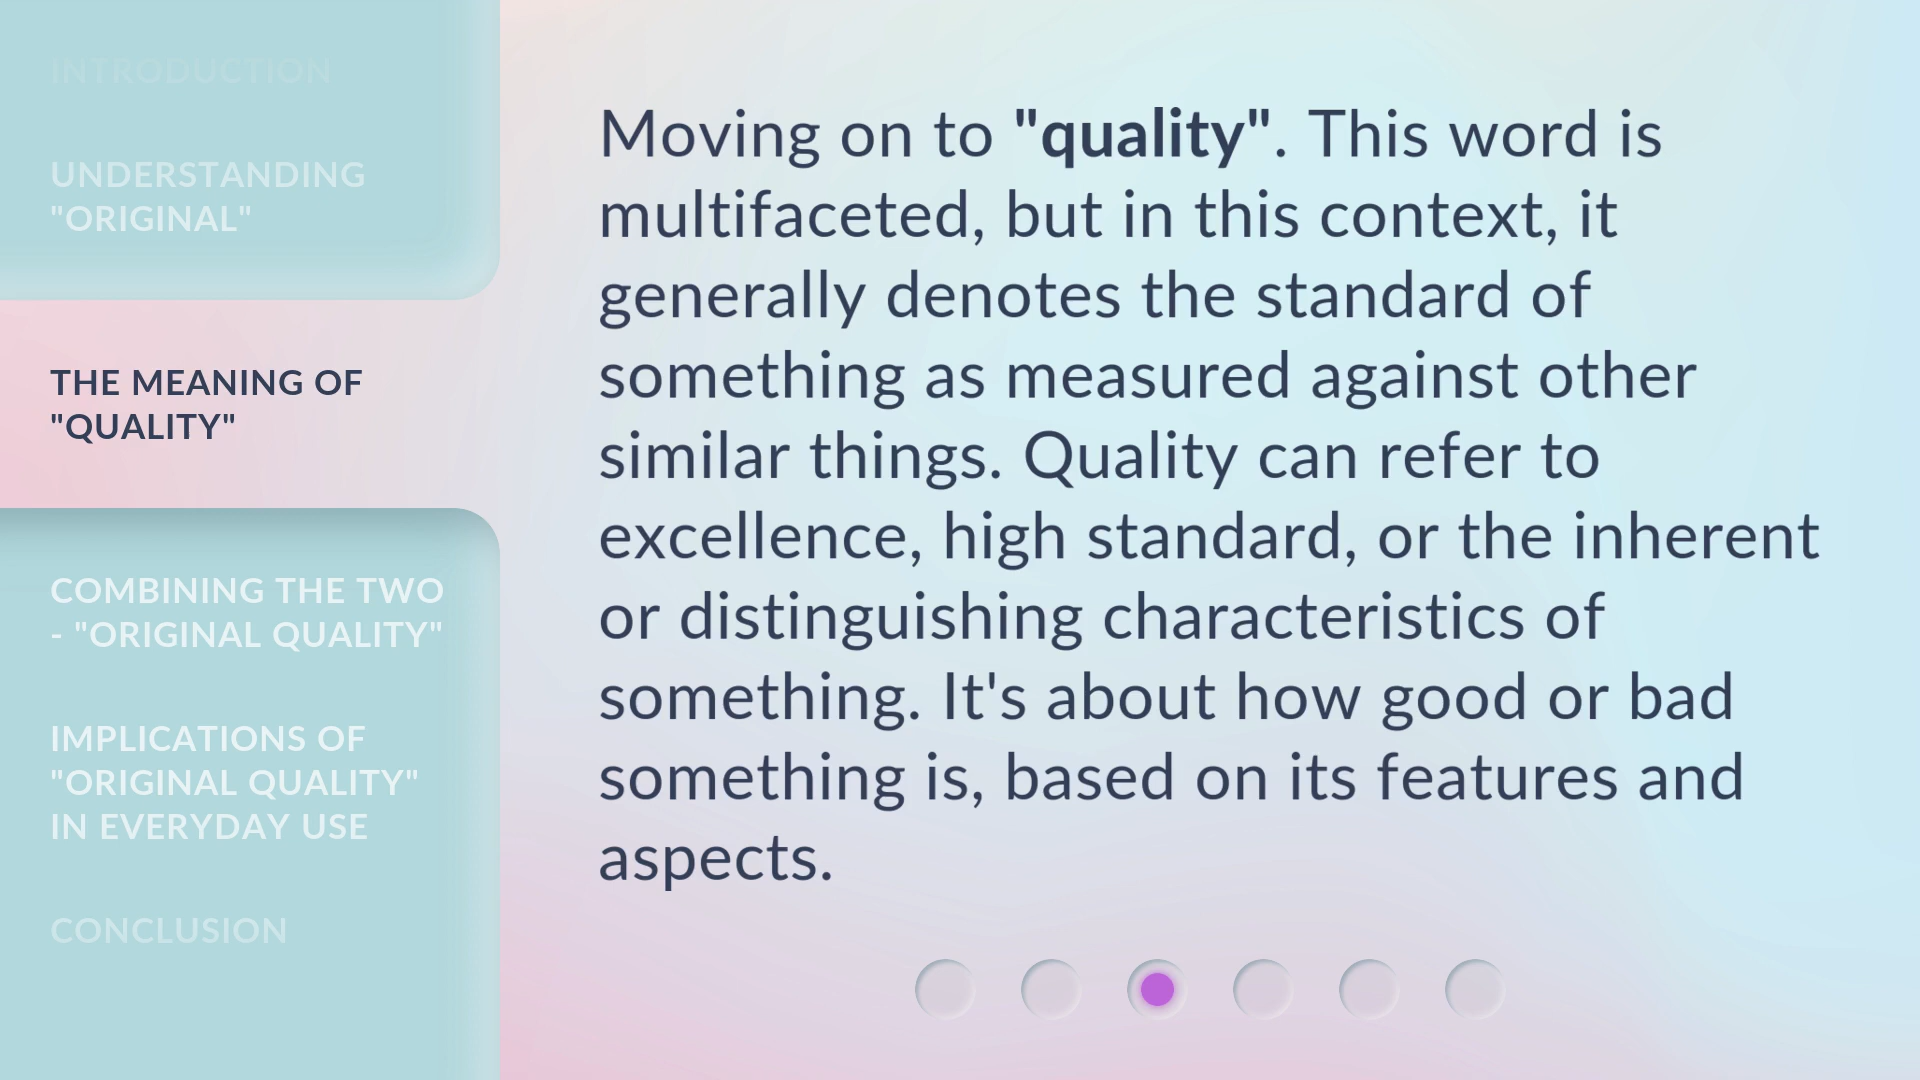 INTRODUCTION
UNDERSTANDING
"ORIGINAL"
THE MEANING OF
"QUALITY"
COMBINING THE TWO
- "ORIGINAL QUALITY"
IMPLICATIONS OF
"ORIGINAL QUALITY"
IN EVERYDAY USE
CONCLUSION
Moving on to "quality". This word is
multifaceted, but in this context, it
generally denotes the standard of
something as measured against other
similar things. Quality can refer to
excellence, high standard, or the inherent
or distinguishing characteristics of
something. It's about how good or bad
something is, based on its features and
aspects.